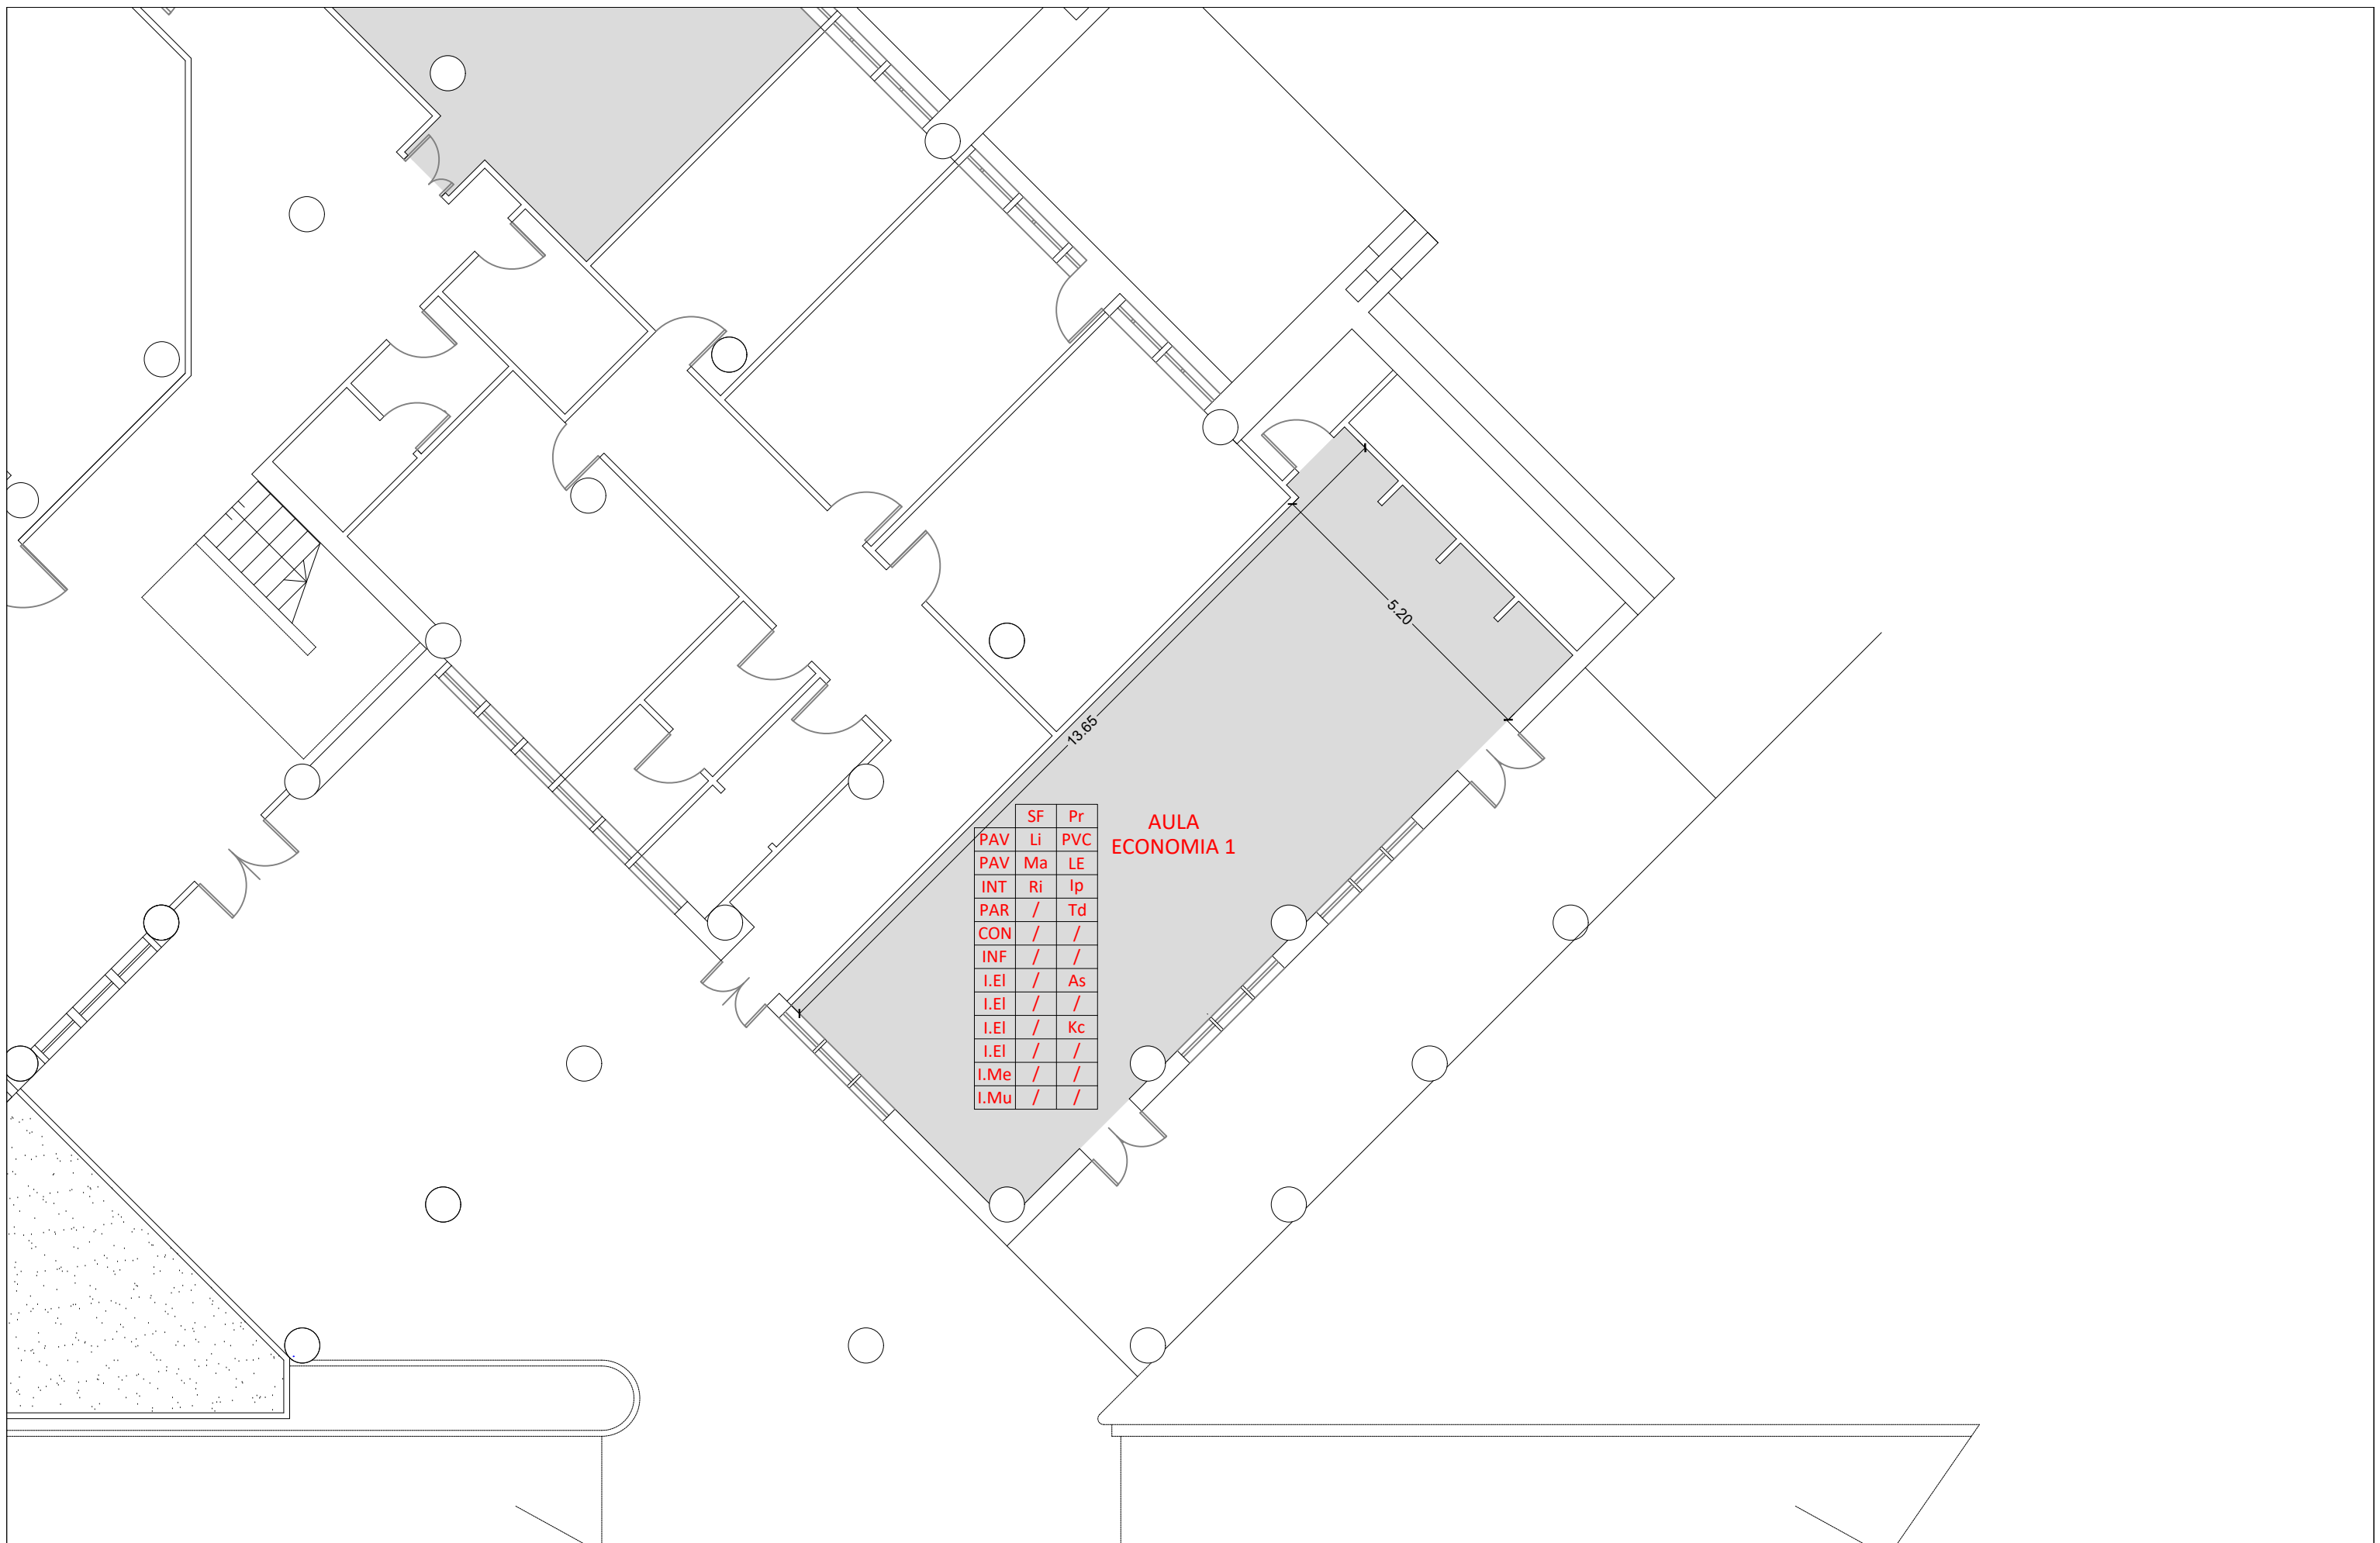 5.20
13.65
SF Pr
PAV Li PVC
PAV Ma LE
INT Ri Ip
PAR / Td
CON / /
INF / /
I.El / As
I.El / /
I.El / Kc
I.El / /
I.Me / /
I.Mu / /
AULA
ECONOMIA 1